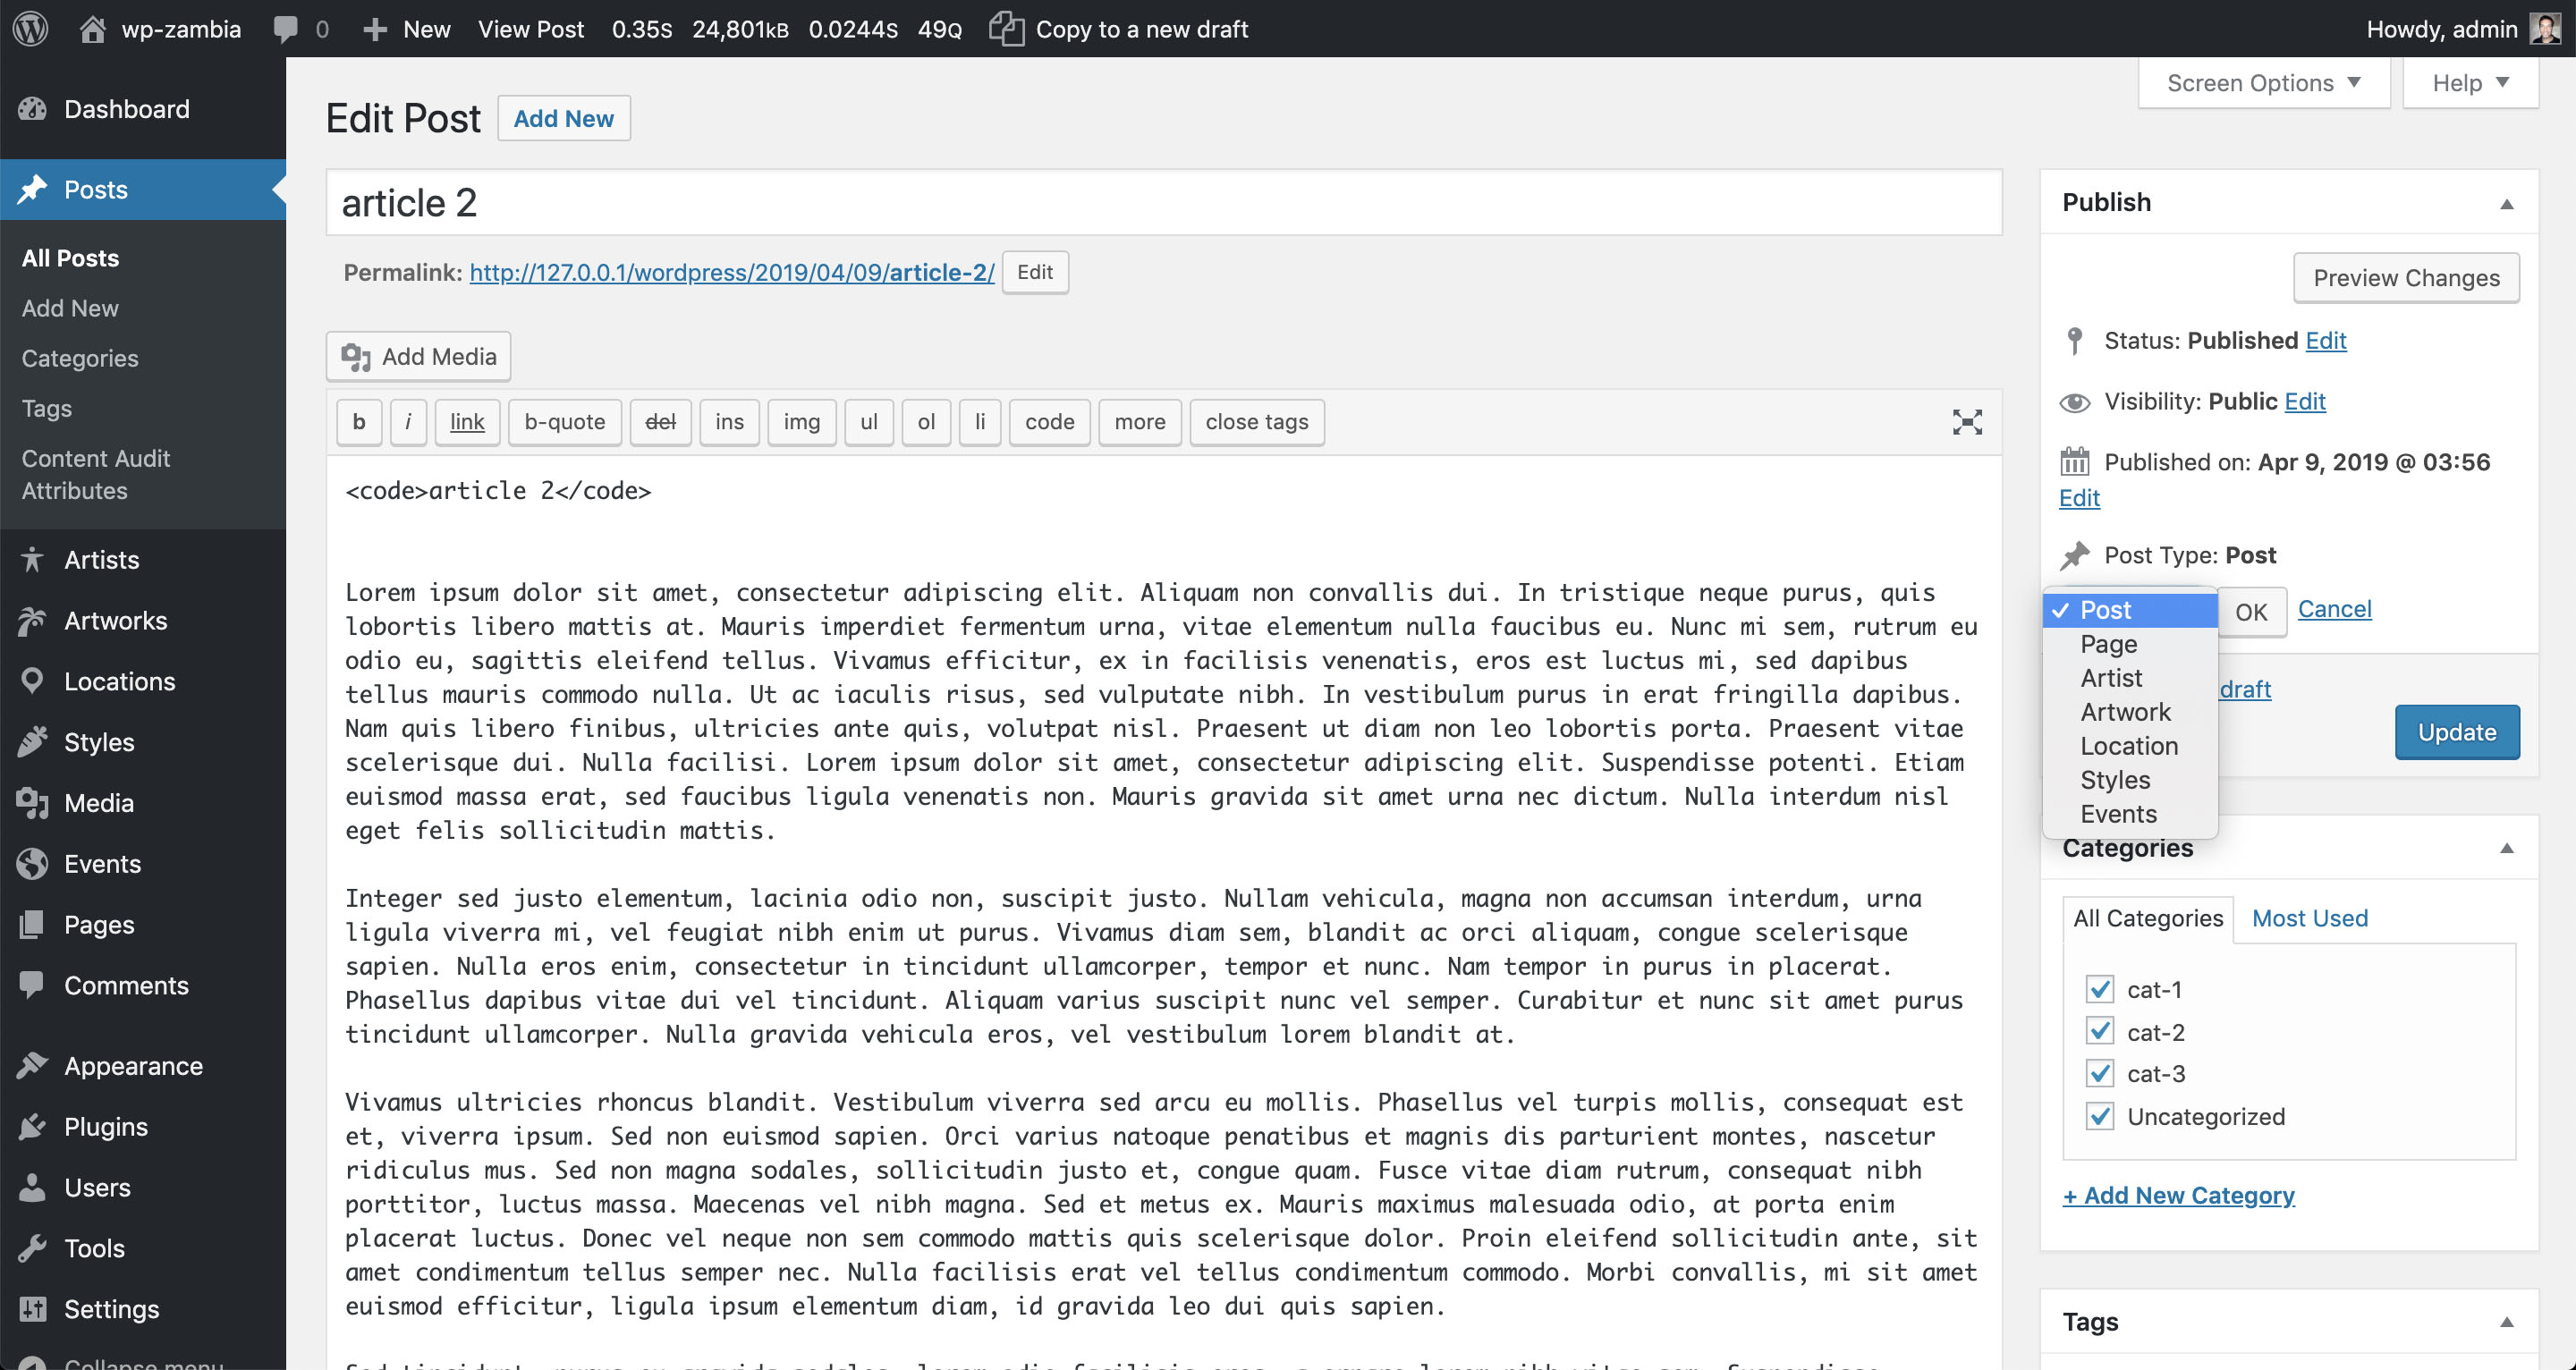 wp-zambia 0 New View Post 0.35S 24,801KB 0.0244S 49Q Copy to a new draft Howdy, admin
Screen Options Help
Dashboard
Posts
All Posts
Add New
Categories
Tags
Content Audit
Attributes
Artists
Artworks
Locations
Styles
Media
Events
Pages
Comments
Appearance
Plugins
Users
Tools
Settings
Collapse menu
Edit Post Add New
article 2
Permalink: http://127.0.0.1/wordpress/2019/04/09/article-2/ Edit
Add Media
b i link b-quote del ins img ul ol li code more close tags
<code>article 2</code>
Lorem ipsum dolor sit amet, consectetur adipiscing elit. Aliquam non convallis dui. In tristique neque purus, quis
lobortis libero mattis at. Mauris imperdiet fermentum urna, vitae elementum nulla faucibus eu. Nunc mi sem, rutrum eu
odio eu, sagittis eleifend tellus. Vivamus efficitur, ex in facilisis venenatis, eros est luctus mi, sed dapibus
tellus mauris commodo nulla. Ut ac iaculis risus, sed vulputate nibh. In vestibulum purus in erat fringilla dapibus.
Nam quis libero finibus, ultricies ante quis, volutpat nisl. Praesent ut diam non leo lobortis porta. Praesent vitae
scelerisque dui. Nulla facilisi. Lorem ipsum dolor sit amet, consectetur adipiscing elit. Suspendisse potenti. Etiam
euismod massa erat, sed faucibus ligula venenatis non. Mauris gravida sit amet urna nec dictum. Nulla interdum nisl
eget felis sollicitudin mattis.
Integer sed justo elementum, lacinia odio non, suscipit justo. Nullam vehicula, magna non accumsan interdum, urna
ligula viverra mi, vel feugiat nibh enim ut purus. Vivamus diam sem, blandit ac orci aliquam, congue scelerisque
sapien. Nulla eros enim, consectetur in tincidunt ullamcorper, tempor et nunc. Nam tempor in purus in placerat.
Phasellus dapibus vitae dui vel tincidunt. Aliquam varius suscipit nunc vel semper. Curabitur et nunc sit amet purus
tincidunt ullamcorper. Nulla gravida vehicula eros, vel vestibulum lorem blandit at.
Vivamus ultricies rhoncus blandit. Vestibulum viverra sed arcu eu mollis. Phasellus vel turpis mollis, consequat est
et, viverra ipsum. Sed non euismod sapien. Orci varius natoque penatibus et magnis dis parturient montes, nascetur
ridiculus mus. Sed non magna sodales, sollicitudin justo et, congue quam. Fusce vitae diam rutrum, consequat nibh
porttitor, luctus massa. Maecenas vel nibh magna. Sed et metus ex. Mauris maximus malesuada odio, at porta enim
placerat luctus. Donec vel neque non sem commodo mattis quis scelerisque dolor. Proin eleifend sollicitudin ante, sit
amet condimentum tellus semper nec. Nulla facilisis erat vel tellus condimentum commodo. Morbi convallis, mi sit amet
euismod efficitur, ligula ipsum elementum diam, id gravida leo dui quis sapien.
Publish
Preview Changes
Status: Published Edit
Visibility: Public Edit
Published on: Apr 9, 2019 @ 03:56
Edit
Post Type: Post
Post OK Cancel
Page
Artist
draft
Artwork
Update
Location
Styles
Events
Categories
All Categories Most Used
cat-1
cat-2
cat-3
Uncategorized
+ Add New Category
Tags